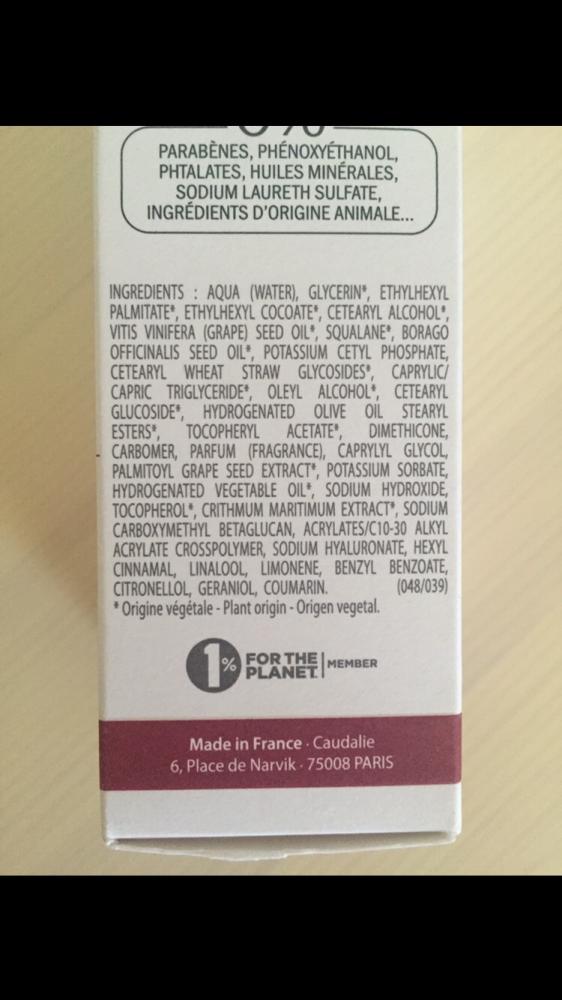 0%
PARABÈNES, PHÉNOXYÉTHANOL,
PHTALATES, HUILES MINÉRALES,
SODIUM LAURETH SULFATE,
INGRÉDIENTS D'ORIGINE ANIMALE...
INGREDIENTS : AQUA (WATER), GLYCERIN*, ETHYLHEXYL
PALMITATE*, ETHYLHEXYL COCOATE*, CETEARYL ALCOHOL*,
VITIS VINIFERA (GRAPE) SEED OIL*, SQUALANE*, BORAGO
OFFICINALIS SEED OIL*, POTASSIUM CETYL PHOSPHATE,
CETEARYL WHEAT STRAW GLYCOSIDES*, CAPRYLIC/
CAPRIC TRIGLYCERIDE*, OLEYL ALCOHOL*, CETEARYL
GLUCOSIDE*, HYDROGENATED OLIVE OIL STEARYL
ESTERS*, TOCOPHERYL ACETATE*, DIMETHICONE,
CARBOMER, PARFUM (FRAGRANCE), CAPRYLYL GLYCOL,
PALMITOYL GRAPE SEED EXTRACT*, POTASSIUM SORBATE,
HYDROGENATED VEGETABLE OIL*, SODIUM HYDROXIDE,
TOCOPHEROL*, CRITHMUM MARITIMUM EXTRACT*, SODIUM
CARBOXYMETHYL BETAGLUCAN, ACRYLATES/C10-30 ALKYL
ACRYLATE CROSSPOLYMER, SODIUM HYALURONATE, HEXYL
CINNAMAL, LINALOOL, LIMONENE, BENZYL BENZOATE,
CITRONELLOL, GERANIOL, COUMARIN. (048/039)
* Origine végétale - Plant origin - Origen vegetal.
1% FOR THE PLANET. MEMBER
Made in France · Caudalie
6, Place de Narvik · 75008 PARIS